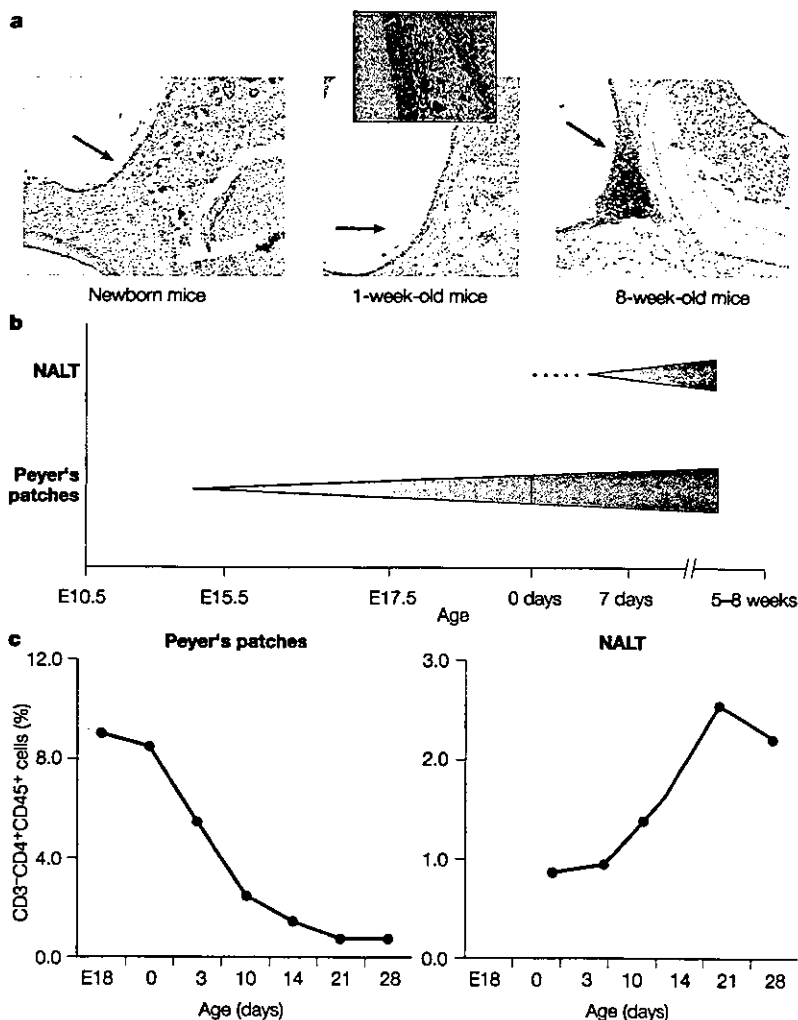 a
Newborn mice
1-week-old mice
8-week-old mice
b
NALT
Peyer's
patches
E10.5
E15.5
E17.5
0 days
7 days
5–8 weeks
Age
c
Peyer's patches
12.0
8.0
4.0
0.0
CD3⁻CD4⁺CD45⁺ cells (%)
E18
0
3
10
14
21
28
Age (days)
NALT
3.0
2.0
1.0
0.0
E18
0
3
10
14
21
28
Age (days)